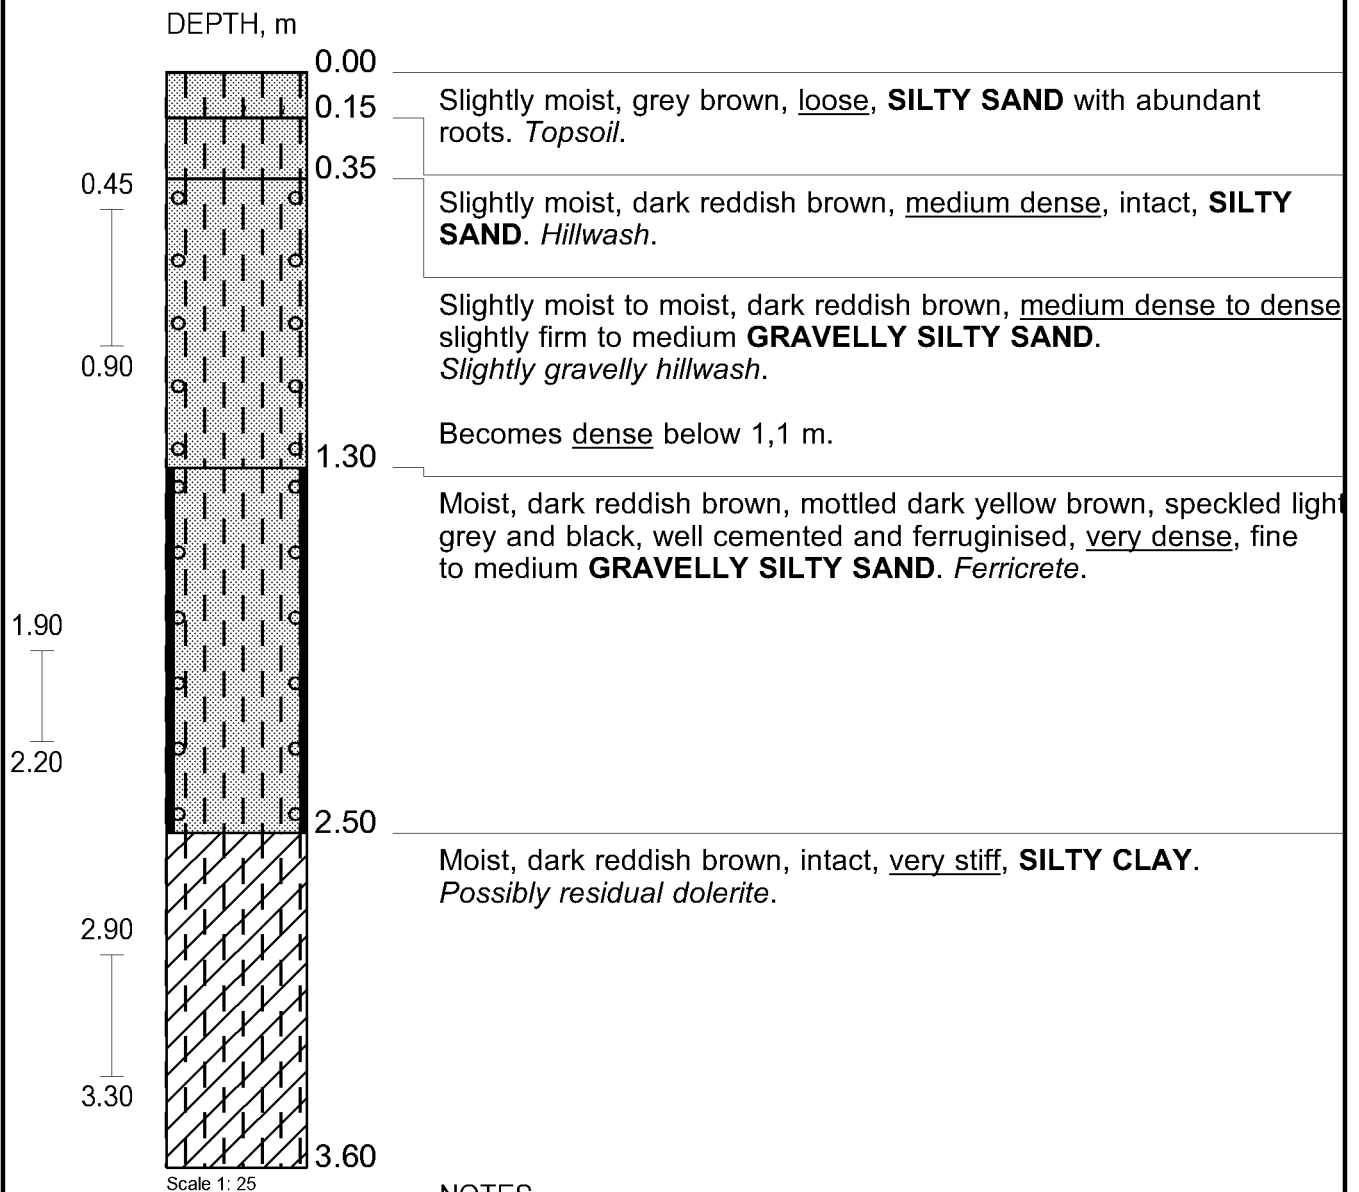 DEPTH, m
0.00
0.15
Slightly moist, grey brown, loose, SILTY SAND with abundant
roots. Topsoil.
0.35
0.45
Slightly moist, dark reddish brown, medium dense, intact, SILTY
SAND. Hillwash.
Slightly moist to moist, dark reddish brown, medium dense to dense
slightly firm to medium GRAVELLY SILTY SAND.
0.90
Slightly gravelly hillwash.
Becomes dense below 1,1 m.
1.30
Moist, dark reddish brown, mottled dark yellow brown, speckled light
grey and black, well cemented and ferruginised, very dense, fine
to medium GRAVELLY SILTY SAND. Ferricrete.
1.90
2.20
2.50
Moist, dark reddish brown, intact, very stiff, SILTY CLAY.
Possibly residual dolerite.
2.90
3.30
3.60
Scale 1: 25
NOTES